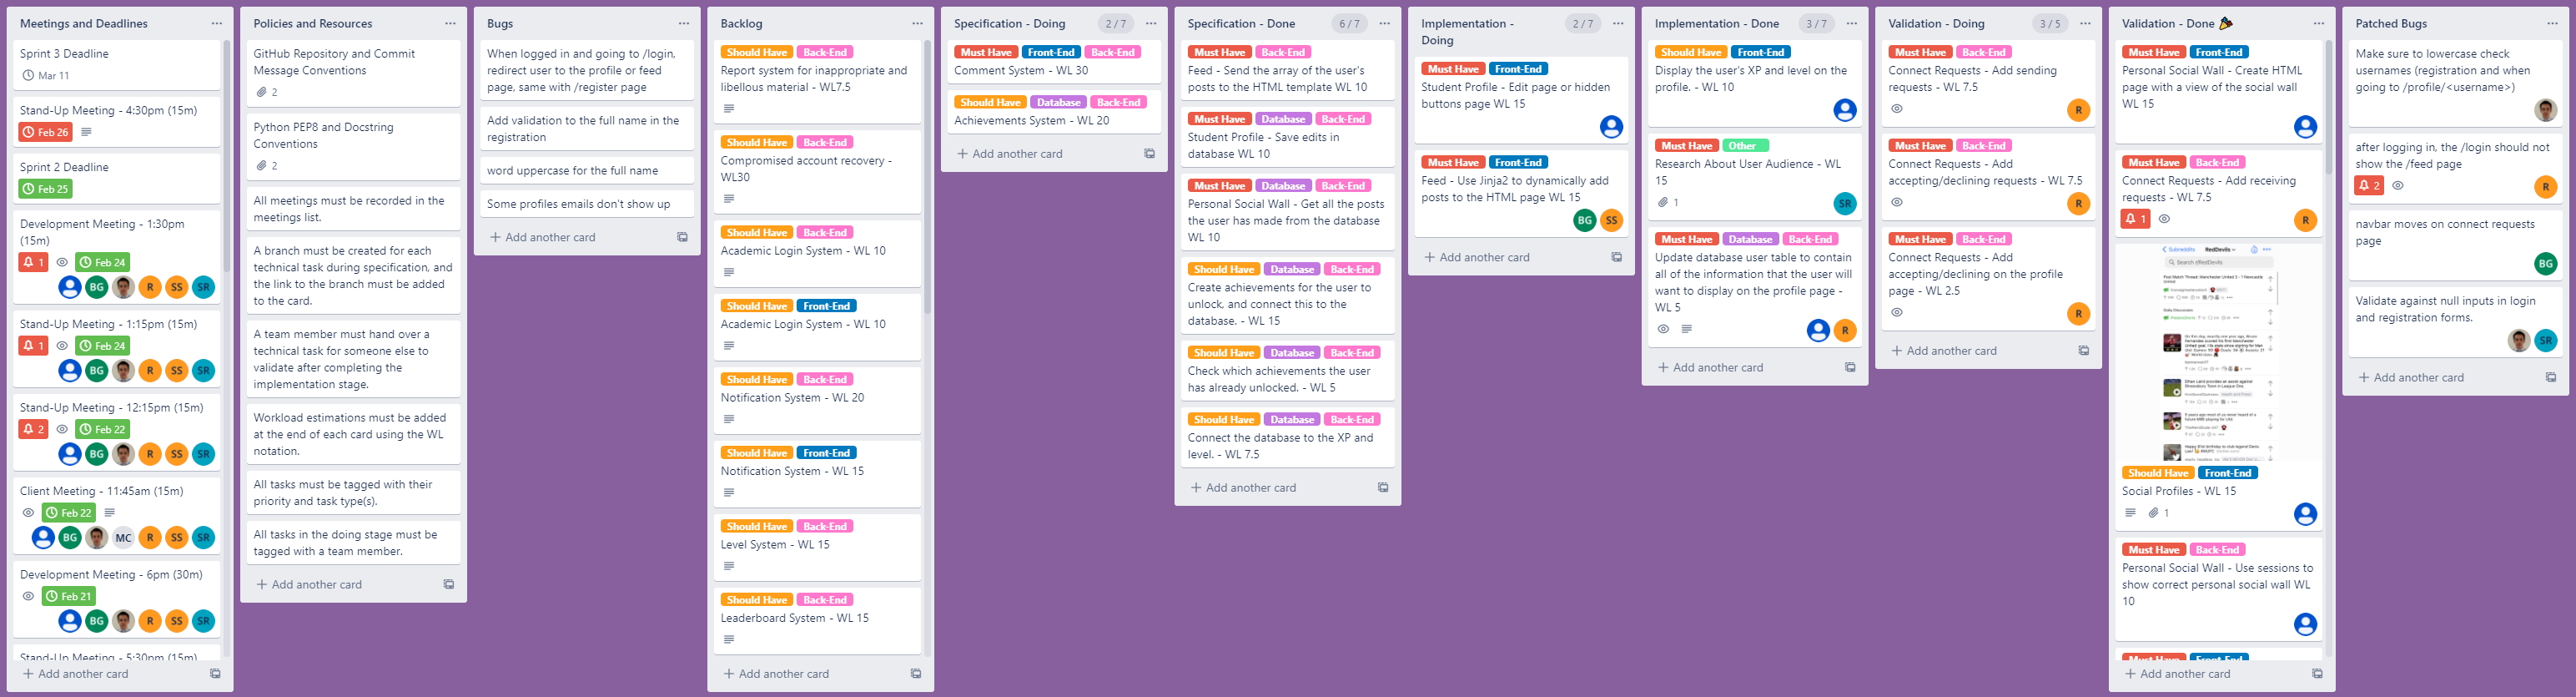 Meetings and Deadlines
Sprint 3 Deadline
Mar 11
Stand-Up Meeting - 4:30pm (15m)
Feb 26
Sprint 2 Deadline
Feb 25
Development Meeting - 1:30pm
(15m)
1
Feb 24
BG
R
SS
SR
Stand-Up Meeting - 1:15pm (15m)
1
Feb 24
BG
R
SS
SR
Stand-Up Meeting - 12:15pm (15m)
2
Feb 22
BG
R
SS
SR
Client Meeting - 11:45am (15m)
Feb 22
BG
MC
R
SS
SR
Development Meeting - 6pm (30m)
Feb 21
BG
R
SS
SR
Stand-Up Meeting - 5:30pm (15m)
Add another card
Policies and Resources
GitHub Repository and Commit
Message Conventions
2
Python PEP8 and Docstring
Conventions
2
All meetings must be recorded in the
meetings list.
A branch must be created for each
technical task during specification, and
the link to the branch must be added
to the card.
A team member must hand over a
technical task for someone else to
validate after completing the
implementation stage.
Workload estimations must be added
at the end of each card using the WL
notation.
All tasks must be tagged with their
priority and task type(s).
All tasks in the doing stage must be
tagged with a team member.
Add another card
Bugs
When logged in and going to /login,
redirect user to the profile or feed
page, same with /register page
Add validation to the full name in the
registration
word uppercase for the full name
Some profiles emails don't show up
Add another card
Backlog
Should Have Back-End
Report system for inappropriate and
libellous material - WL7.5
Should Have Back-End
Compromised account recovery -
WL30
Should Have Back-End
Academic Login System - WL 10
Should Have Front-End
Academic Login System - WL 10
Should Have Back-End
Notification System - WL 20
Should Have Front-End
Notification System - WL 15
Should Have Back-End
Level System - WL 15
Should Have Back-End
Leaderboard System - WL 15
Add another card
Specification - Doing
2/7
Must Have Front-End Back-End
Comment System - WL 30
Should Have Database Back-End
Achievements System - WL 20
Add another card
Specification - Done
6/7
Must Have Back-End
Feed - Send the array of the user's
posts to the HTML template WL 10
Must Have Database Back-End
Student Profile - Save edits in
database WL 10
Must Have Database Back-End
Personal Social Wall - Get all the posts
the user has made from the database
WL 10
Should Have Database Back-End
Create achievements for the user to
unlock, and connect this to the
database. - WL 15
Should Have Database Back-End
Check which achievements the user
has already unlocked. - WL 5
Should Have Database Back-End
Connect the database to the XP and
level. - WL 7.5
Add another card
Implementation -
Doing
2/7
Must Have Front-End
Student Profile - Edit page or hidden
buttons page WL 15
Must Have Front-End
Feed - Use Jinja2 to dynamically add
posts to the HTML page WL 15
BG
SS
Add another card
Implementation - Done
3/7
Should Have Front-End
Display the user's XP and level on the
profile. - WL 10
Must Have Other
Research About User Audience - WL
15
1
SR
Must Have Database Back-End
Update database user table to contain
all of the information that the user will
want to display on the profile page -
WL 5
R
Add another card
Validation - Doing
3/5
Must Have Back-End
Connect Requests - Add sending
requests - WL 7.5
R
Must Have Back-End
Connect Requests - Add
accepting/declining requests - WL 7.5
R
Must Have Back-End
Connect Requests - Add
accepting/declining on the profile
page - WL 2.5
R
Add another card
Validation - Done
Must Have Front-End
Personal Social Wall - Create HTML
page with a view of the social wall
WL 15
Must Have Back-End
Connect Requests - Add receiving
requests - WL 7.5
1
R
Subreddits
RedDevils
Search r/RedDevils
Should Have Front-End
Social Profiles - WL 15
1
Must Have Back-End
Personal Social Wall - Use sessions to
show correct personal social wall WL
10
Must Have Front-End
Add another card
Patched Bugs
Make sure to lowercase check
usernames (registration and when
going to /profile/<username>)
after logging in, the /login should not
show the /feed page
2
R
navbar moves on connect requests
page
BG
Validate against null inputs in login
and registration forms.
SR
Add another card